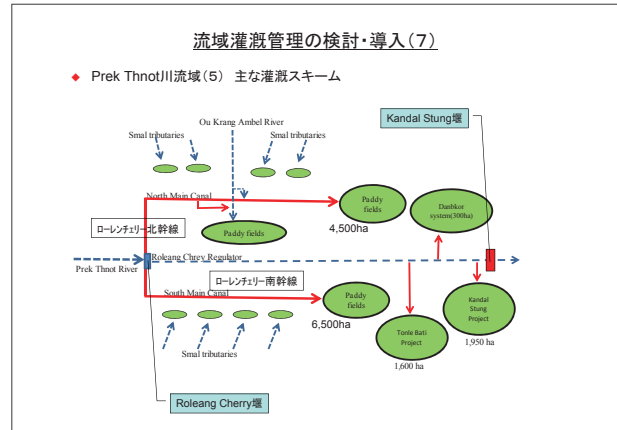 流域灌漑管理の検討・導入(7)
◆ Prek Thnot川流域(5) 主な灌漑スキーム
Kandal Stung堰
Ou Krang Ambel River
Smal tributaries
Smal tributaries
North Main Canal
Paddy
fields
4,500ha
Danbkor
system(300ha)
Paddy fields
ローレンチェリー北幹線
Roleang Chrey Regulator
Prek Thnot River
ローレンチェリー南幹線
South Main Canal
Paddy
fields
6,500ha
Kandal
Stung
Project
1,950 ha
Tonle Bati
Project
1,600 ha
Smal tributaries
Roleang Cherry堰